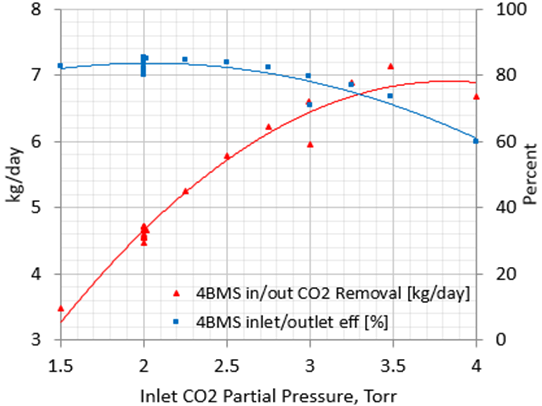 8
7
6
5
4
3
kg/day
100
80
60
40
20
0
Percent
4BMS in/out CO2 Removal [kg/day]
4BMS inlet/outlet eff [%]
1.5 2 2.5 3 3.5 4
Inlet CO2 Partial Pressure, Torr